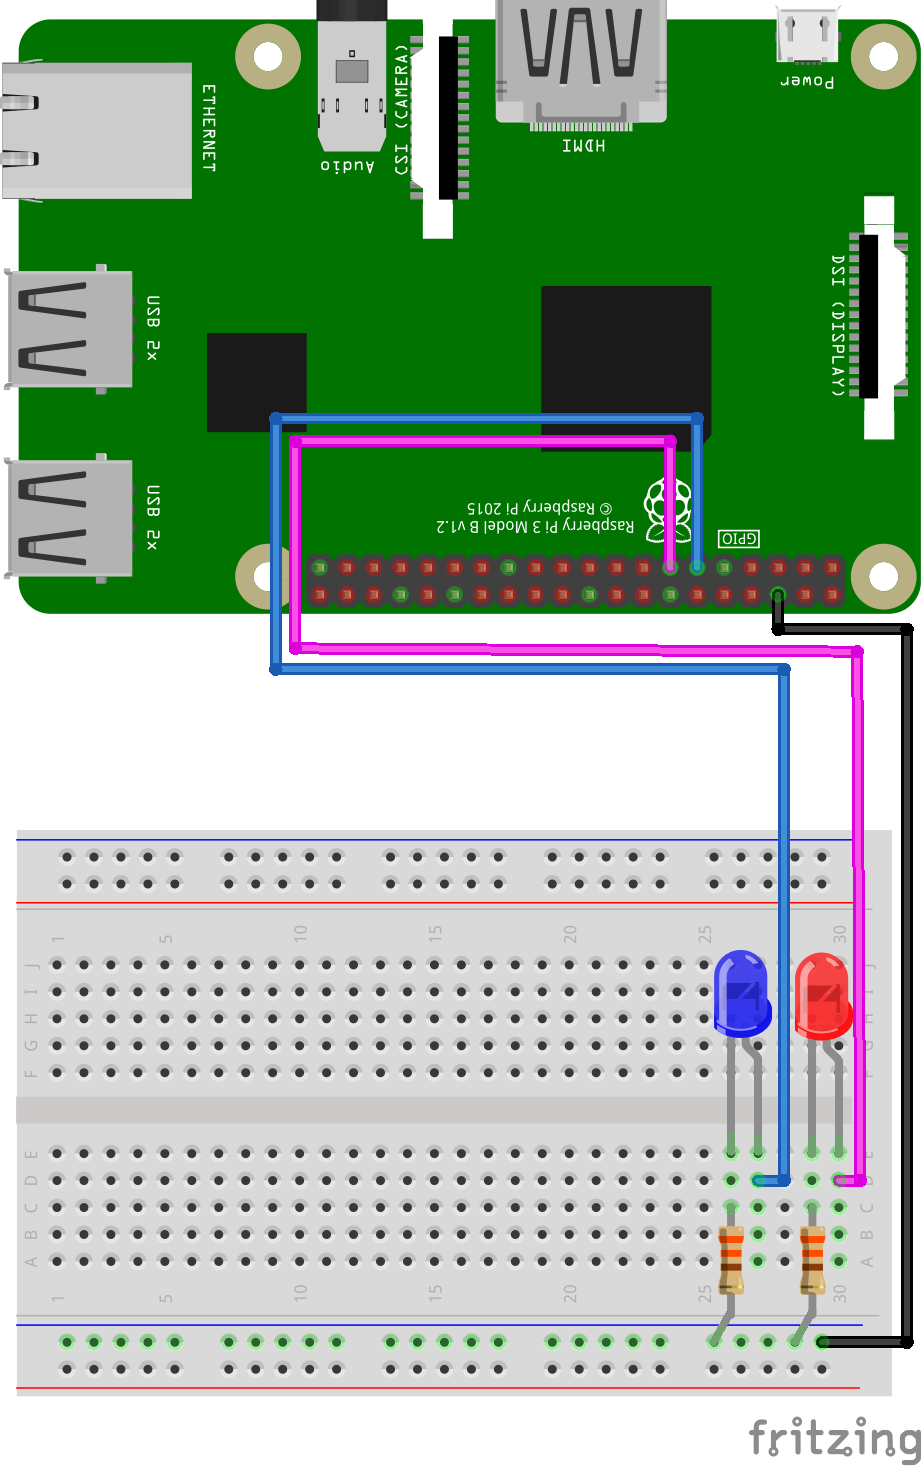 ETHERNET
Audio
CSI (CAMERA)
HDMI
Power
USB 2x
DSI (DISPLAY)
USB 2x
Raspberry Pi 3 Model B v1.2
© Raspberry Pi 2015
GPIO
1 5 10 15 20 25 30
J J
I I
H H
G G
F F
E E
D D
C C
B B
A A
1 5 10 15 20 25 30
fritzing